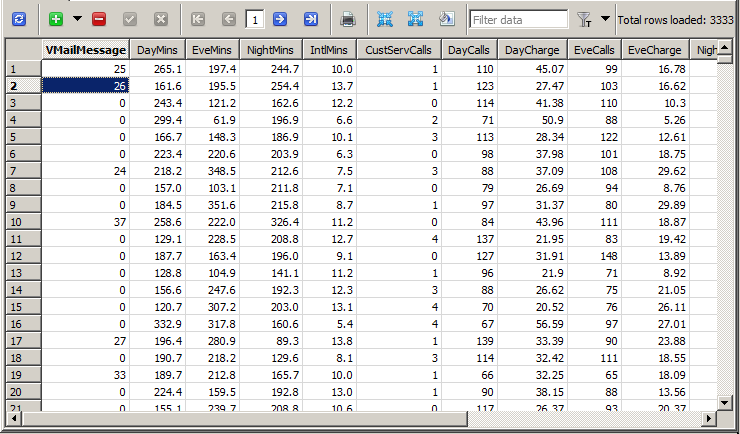 1 Filter data Total rows loaded: 3333
VMailMessage DayMins EveMins NightMins IntlMins CustServCalls DayCalls DayCharge EveCalls EveCharge Nigh
1 25 265.1 197.4 244.7 10.0 1 110 45.07 99 16.78
2 26 161.6 195.5 254.4 13.7 1 123 27.47 103 16.62
3 0 243.4 121.2 162.6 12.2 0 114 41.38 110 10.3
4 0 299.4 61.9 196.9 6.6 2 71 50.9 88 5.26
5 0 166.7 148.3 186.9 10.1 3 113 28.34 122 12.61
6 0 223.4 220.6 203.9 6.3 0 98 37.98 101 18.75
7 24 218.2 348.5 212.6 7.5 3 88 37.09 108 29.62
8 0 157.0 103.1 211.8 7.1 0 79 26.69 94 8.76
9 0 184.5 351.6 215.8 8.7 1 97 31.37 80 29.89
10 37 258.6 222.0 326.4 11.2 0 84 43.96 111 18.87
11 0 129.1 228.5 208.8 12.7 4 137 21.95 83 19.42
12 0 187.7 163.4 196.0 9.1 0 127 31.91 148 13.89
13 0 128.8 104.9 141.1 11.2 1 96 21.9 71 8.92
14 0 156.6 247.6 192.3 12.3 3 88 26.62 75 21.05
15 0 120.7 307.2 203.0 13.1 4 70 20.52 76 26.11
16 0 332.9 317.8 160.6 5.4 4 67 56.59 97 27.01
17 27 196.4 280.9 89.3 13.8 1 139 33.39 90 23.88
18 0 190.7 218.2 129.6 8.1 3 114 32.42 111 18.55
19 33 189.7 212.8 165.7 10.0 1 66 32.25 65 18.09
20 0 224.4 159.5 192.8 13.0 1 90 38.15 88 13.56
21 0 155.1 239.7 208.8 10.6 0 117 26.37 93 20.37